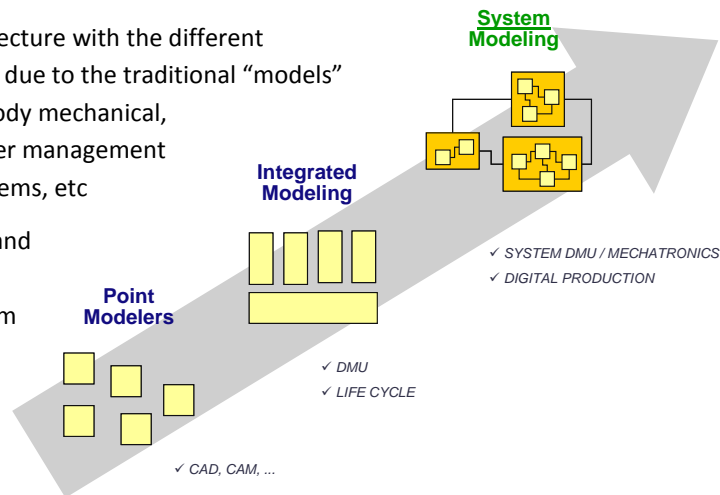 ecture with the different
due to the traditional “models”
ody mechanical,
er management
ems, etc
and
m
System
Modeling
Integrated
Modeling
Point
Modelers
✓ SYSTEM DMU / MECHATRONICS
✓ DIGITAL PRODUCTION
✓ DMU
✓ LIFE CYCLE
✓ CAD, CAM, ...